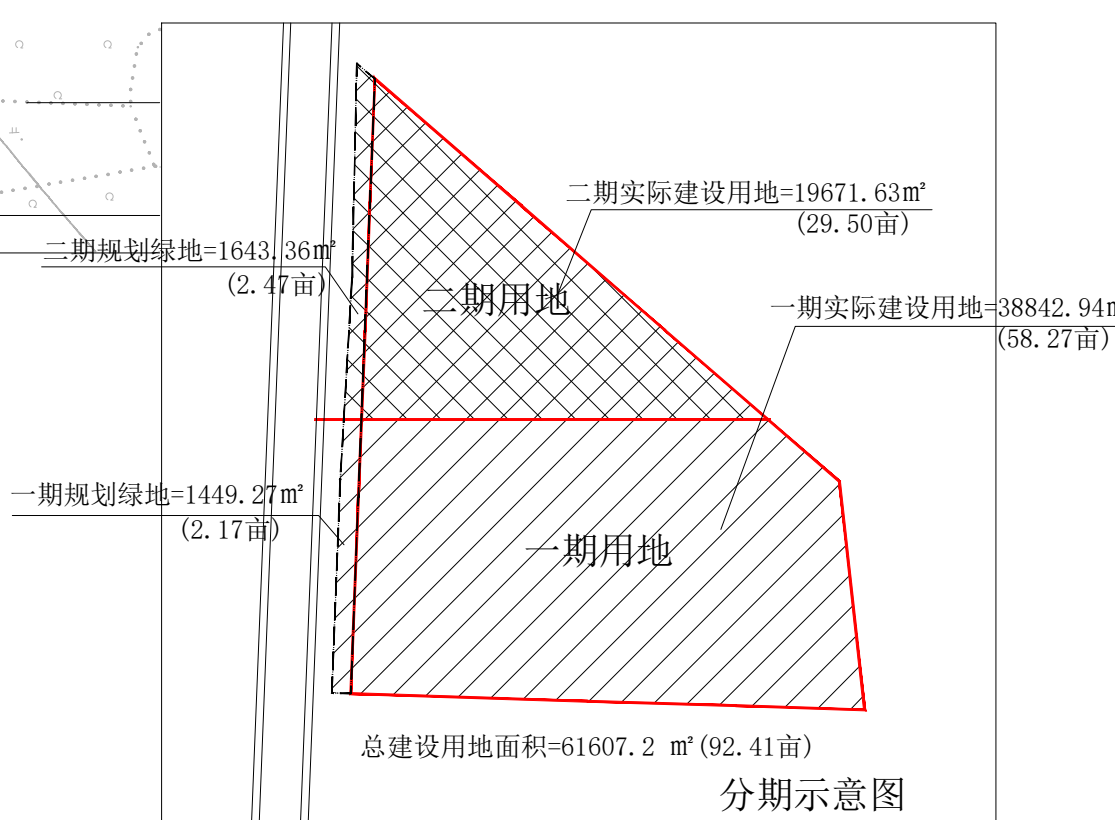 二期实际建设用地=19671.63㎡
(29.50亩)
二期规划绿地=1643.36㎡
(2.47亩)
二期用地
一期实际建设用地=38842.94m
(58.27亩)
一期规划绿地=1449.27㎡
(2.17亩)
一期用地
总建设用地面积=61607.2 ㎡(92.41亩)
分期示意图